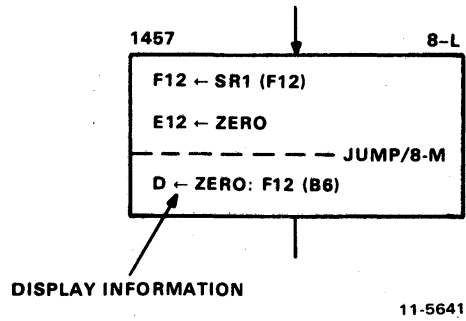 1457 8-L
F12 ← SR1 (F12)
E12 ← ZERO
JUMP/8-M
D ← ZERO: F12 (B6)
DISPLAY INFORMATION
11-5641